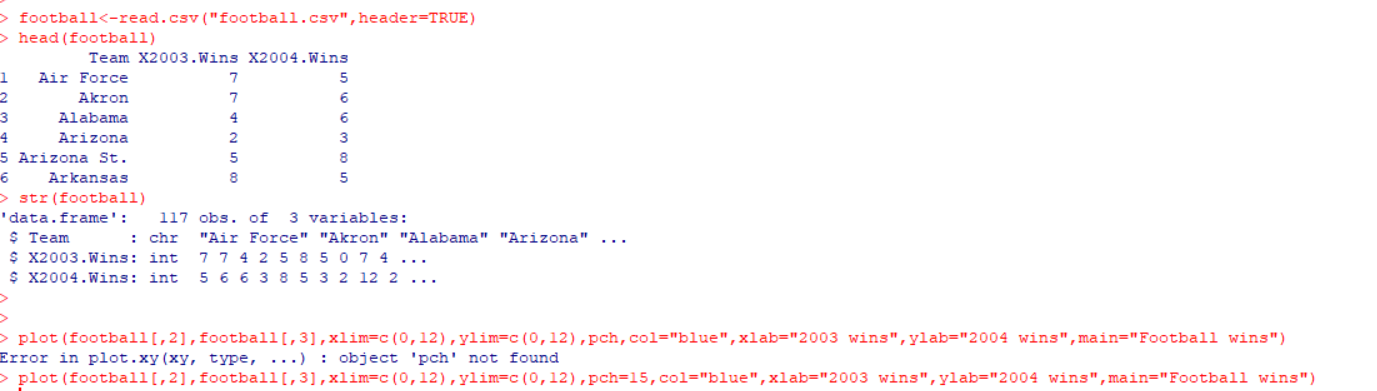 > football<-read.csv("football.csv",header=TRUE)
> head(football)
Team X2003.Wins X2004.Wins
1 Air Force 7 5
2 Akron 7 6
3 Alabama 4 6
4 Arizona 2 3
5 Arizona St. 5 8
6 Arkansas 8 5
> str(football)
'data.frame': 117 obs. of 3 variables:
$ Team : chr "Air Force" "Akron" "Alabama" "Arizona" ...
$ X2003.Wins: int 7 7 4 2 5 8 5 0 7 4 ...
$ X2004.Wins: int 5 6 6 3 8 5 3 2 12 2 ...
>
>
> plot(football[,2],football[,3],xlim=c(0,12),ylim=c(0,12),pch,col="blue",xlab="2003 wins",ylab="2004 wins",main="Football wins")
Error in plot.xy(xy, type, ...) : object 'pch' not found
> plot(football[,2],football[,3],xlim=c(0,12),ylim=c(0,12),pch=15,col="blue",xlab="2003 wins",ylab="2004 wins",main="Football wins")